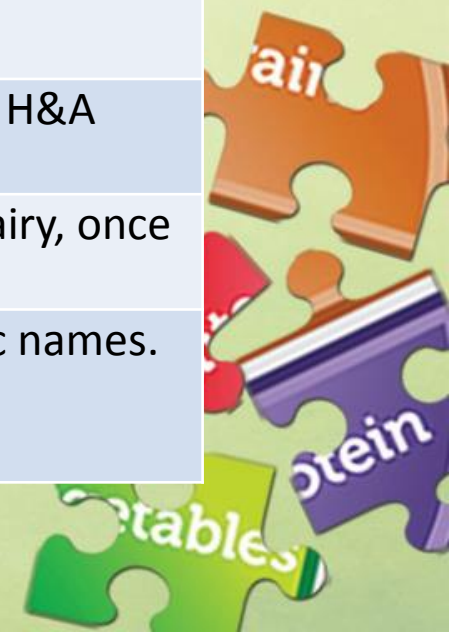 H&A
airy, once
c names.
ain
otein
etables